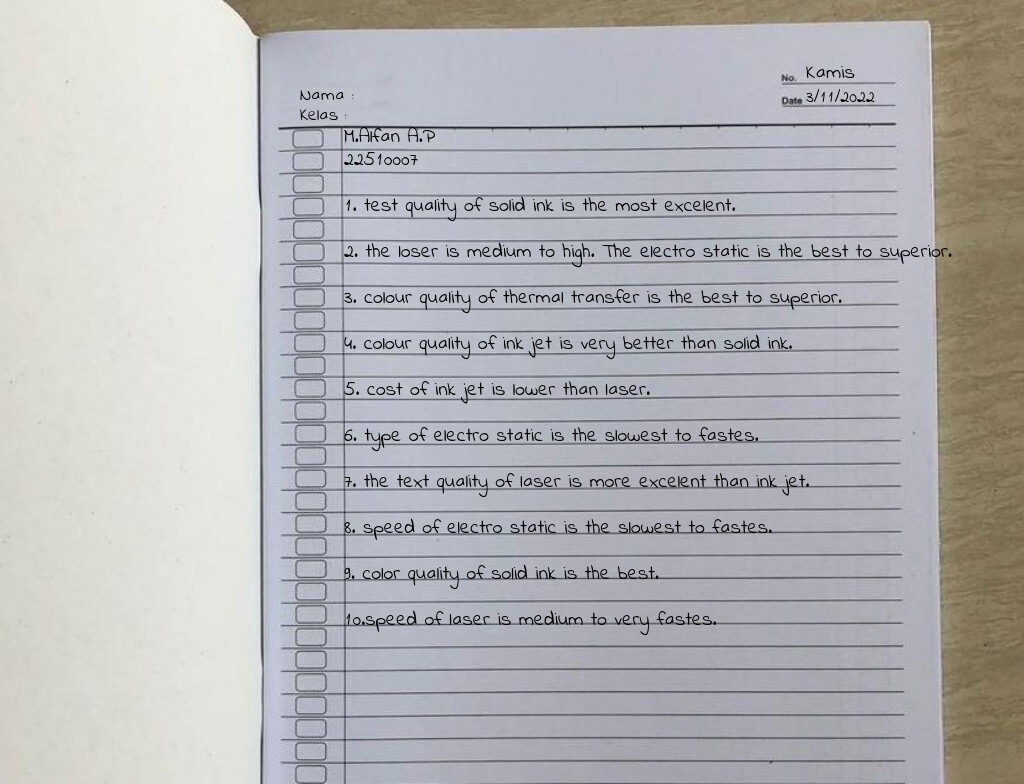 No. Kamis
Nama :
Date 3/11/2022
Kelas :
M.Alfan A.P
22510007
1. test quality of solid ink is the most excelent.
2. the loser is medium to high. The electro static is the best to superior.
3. colour quality of thermal transfer is the best to superior.
4. colour quality of ink jet is very better than solid ink.
5. cost of ink jet is lower than laser.
6. type of electro static is the slowest to fastes.
7. the text quality of laser is more excelent than ink jet.
8. speed of electro static is the slowest to fastes.
9. color quality of solid ink is the best.
10.speed of laser is medium to very fastes.